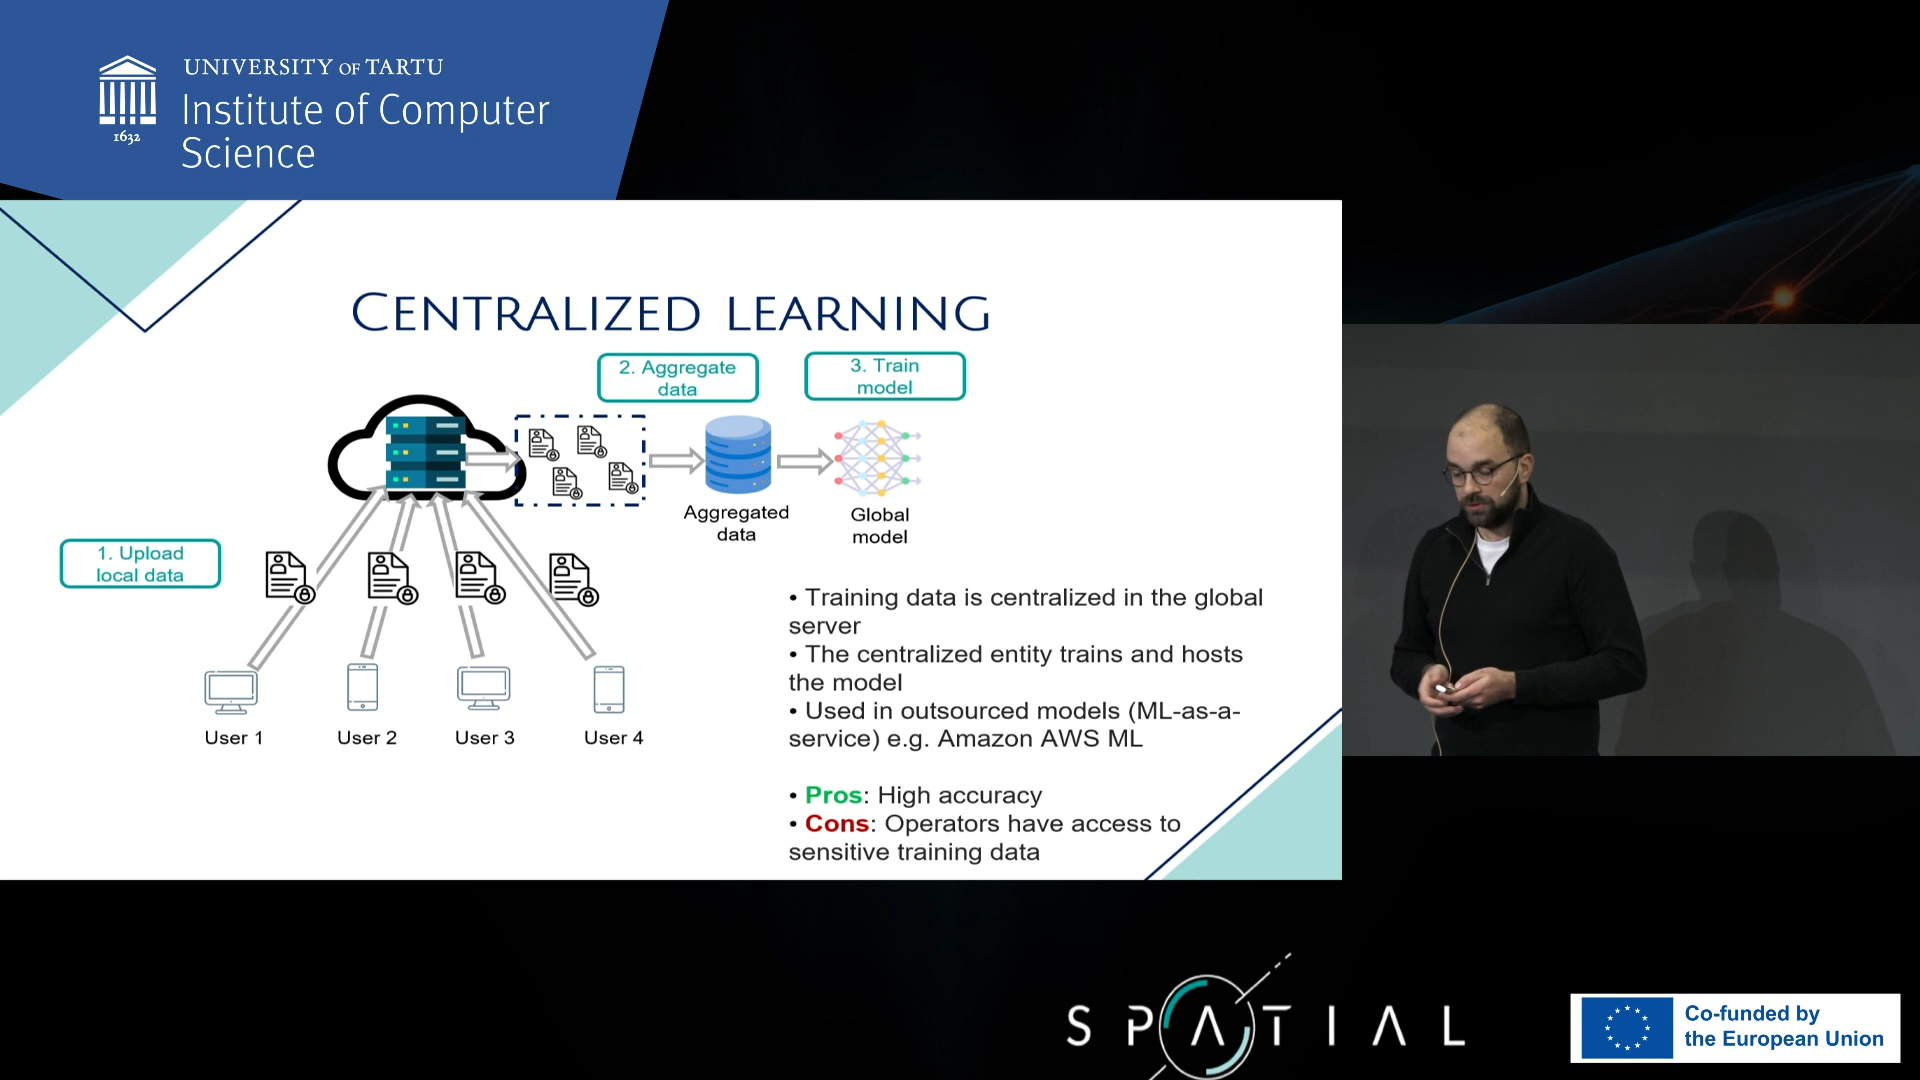 UNIVERSITY OF TARTU
Institute of Computer
Science
1632
CENTRALIZED LEARNING
2. Aggregate
data
3. Train
model
Aggregated
data
Global
model
1. Upload
local data
User 1
User 2
User 3
User 4
• Training data is centralized in the global
server
• The centralized entity trains and hosts
the model
• Used in outsourced models (ML-as-a-
service) e.g. Amazon AWS ML
• Pros: High accuracy
• Cons: Operators have access to
sensitive training data
SPATIAL
Co-funded by
the European Union